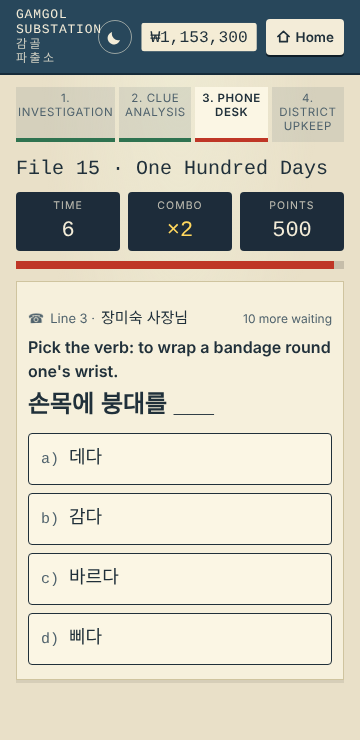 GAMGOL
SUBSTATION
감골
파출소
₩1,153,300
Home
1. INVESTIGATION
2. CLUE ANALYSIS
3. PHONE DESK
4. DISTRICT UPKEEP
File 15 · One Hundred Days
TIME
6
COMBO
×2
POINTS
500
☎ Line 3 · 장미숙 사장님
10 more waiting
Pick the verb: to wrap a bandage round
one's wrist.
손목에 붕대를 ___
a) 데다
b) 감다
c) 바르다
d) 삐다